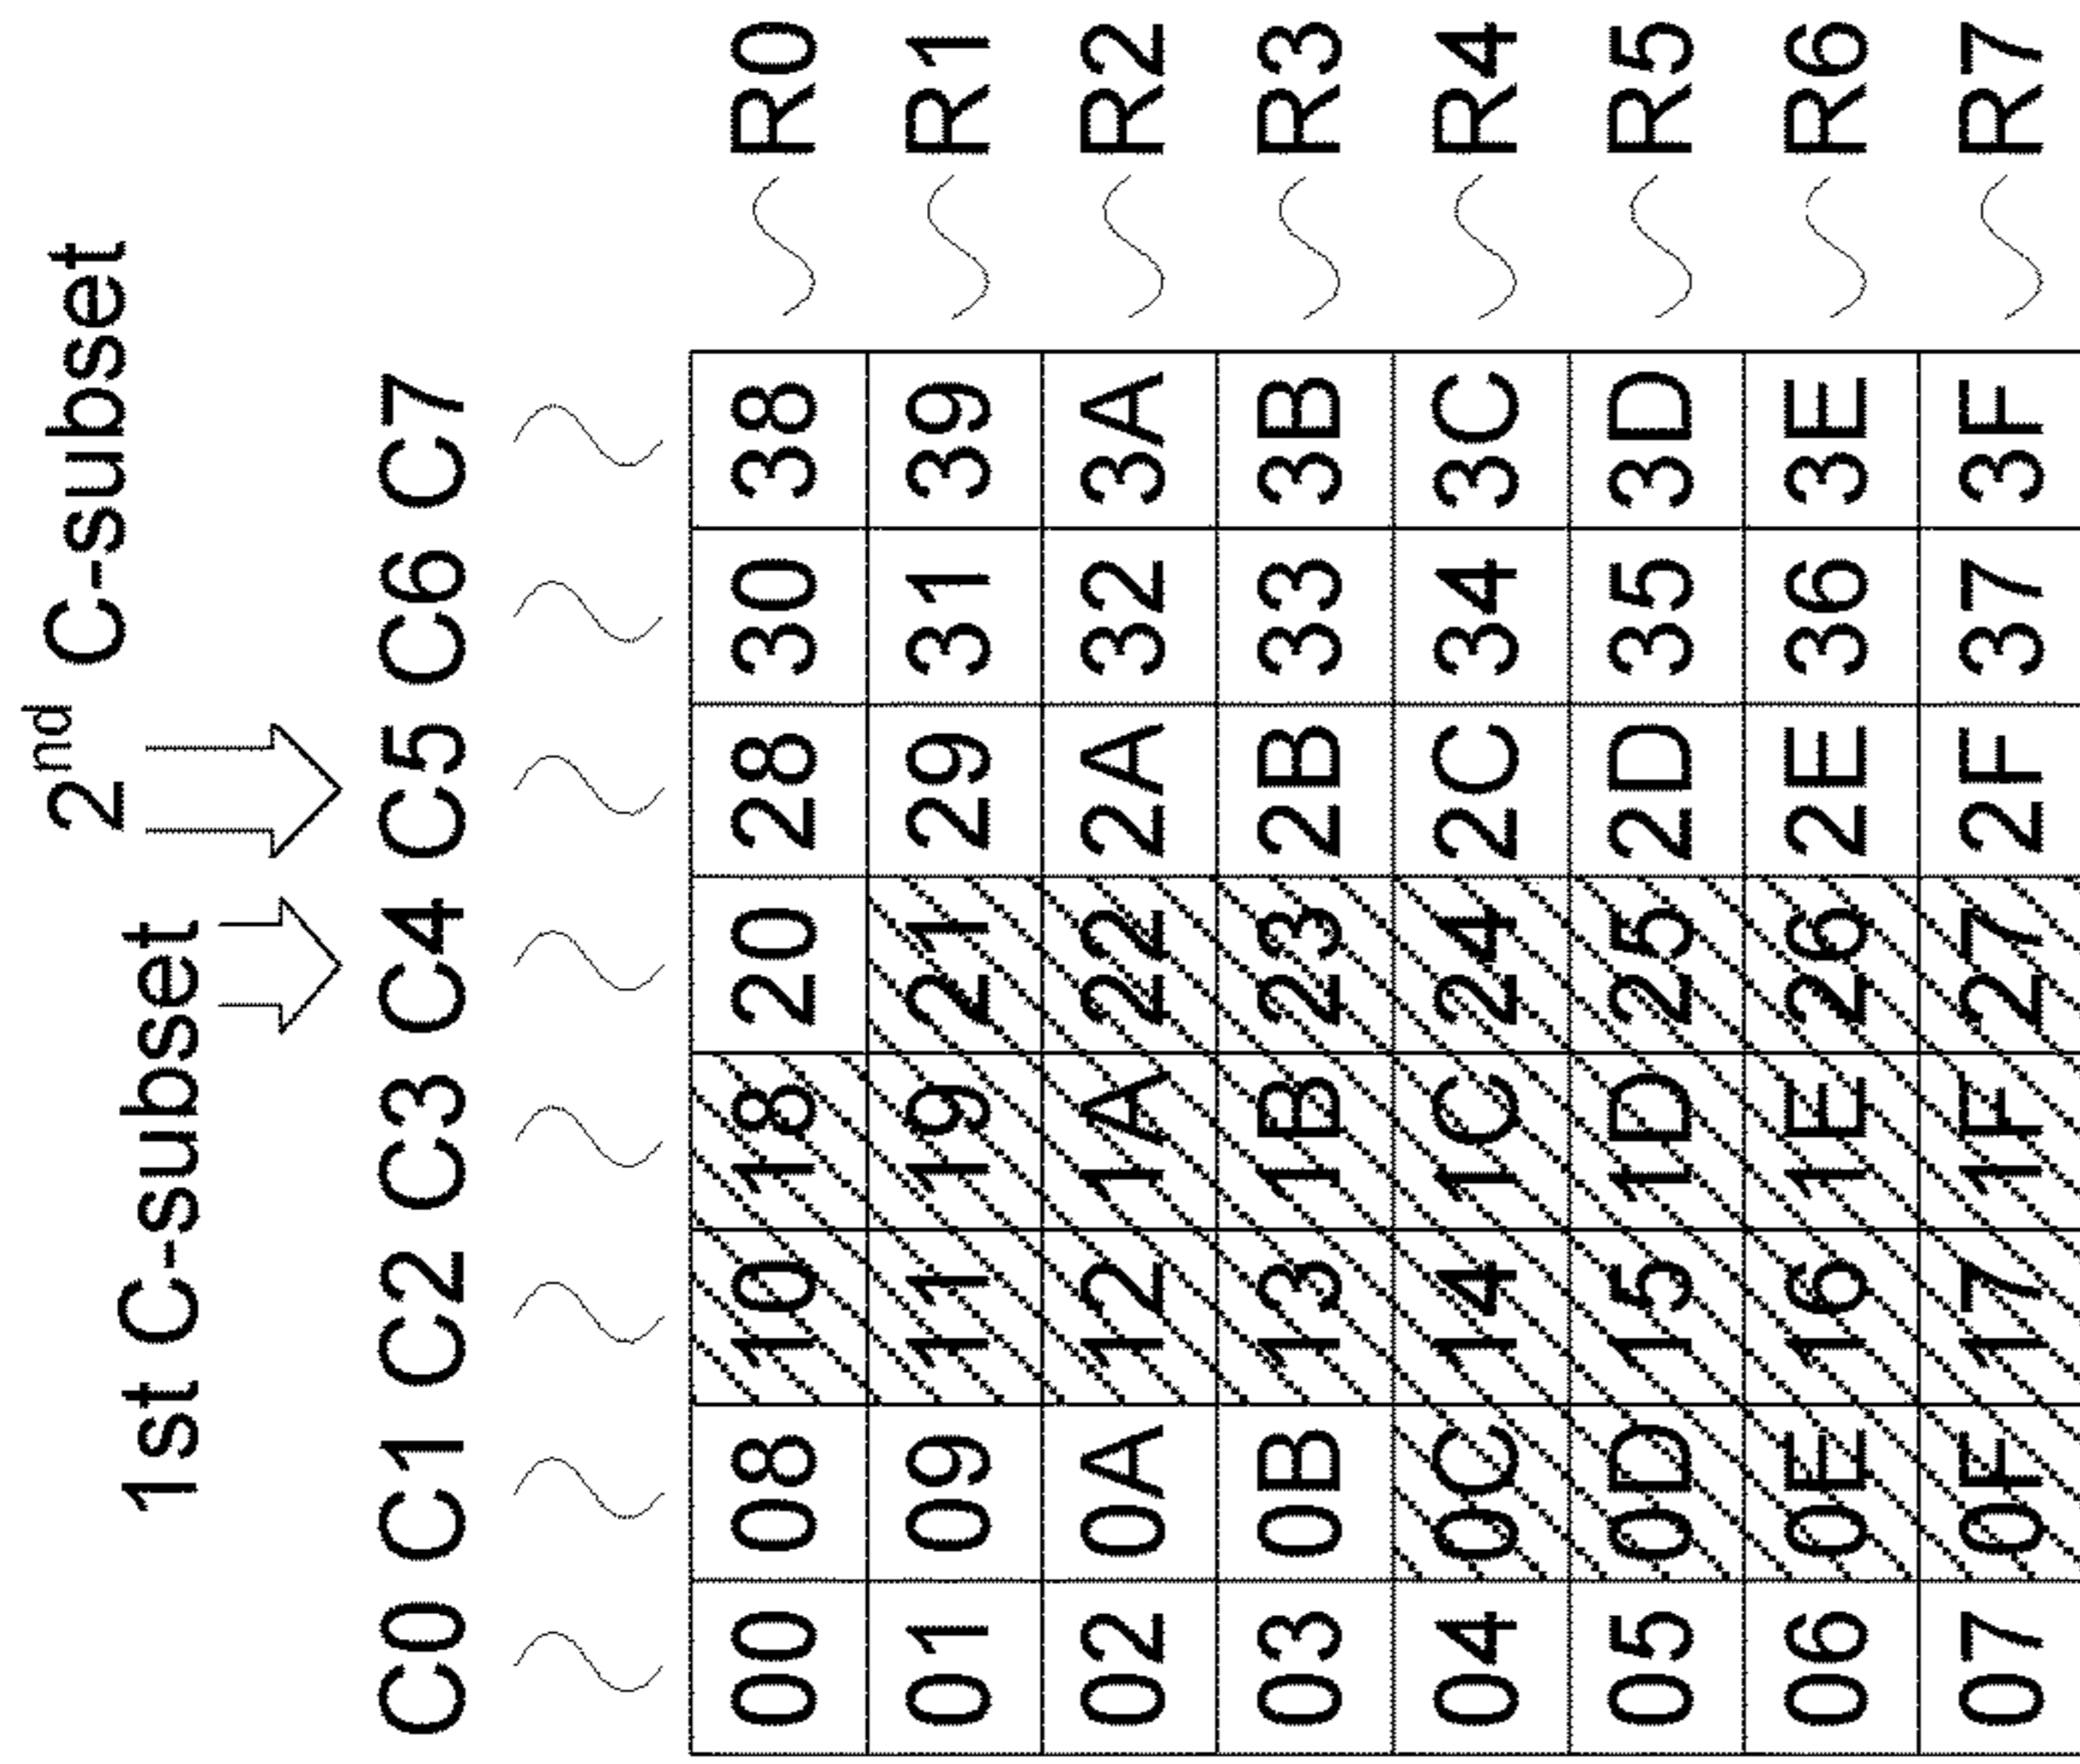 2nd C-subset
1st C-subset
C0 C1 C2 C3 C4 C5 C6 C7
00 08 10 18 20 28 30 38 R0
01 09 11 19 21 29 31 39 R1
02 0A 12 1A 22 2A 32 3A R2
03 0B 13 1B 23 2B 33 3B R3
04 0C 14 1C 24 2C 34 3C R4
05 0D 15 1D 25 2D 35 3D R5
06 0E 16 1E 26 2E 36 3E R6
07 0F 17 1F 27 2F 37 3F R7